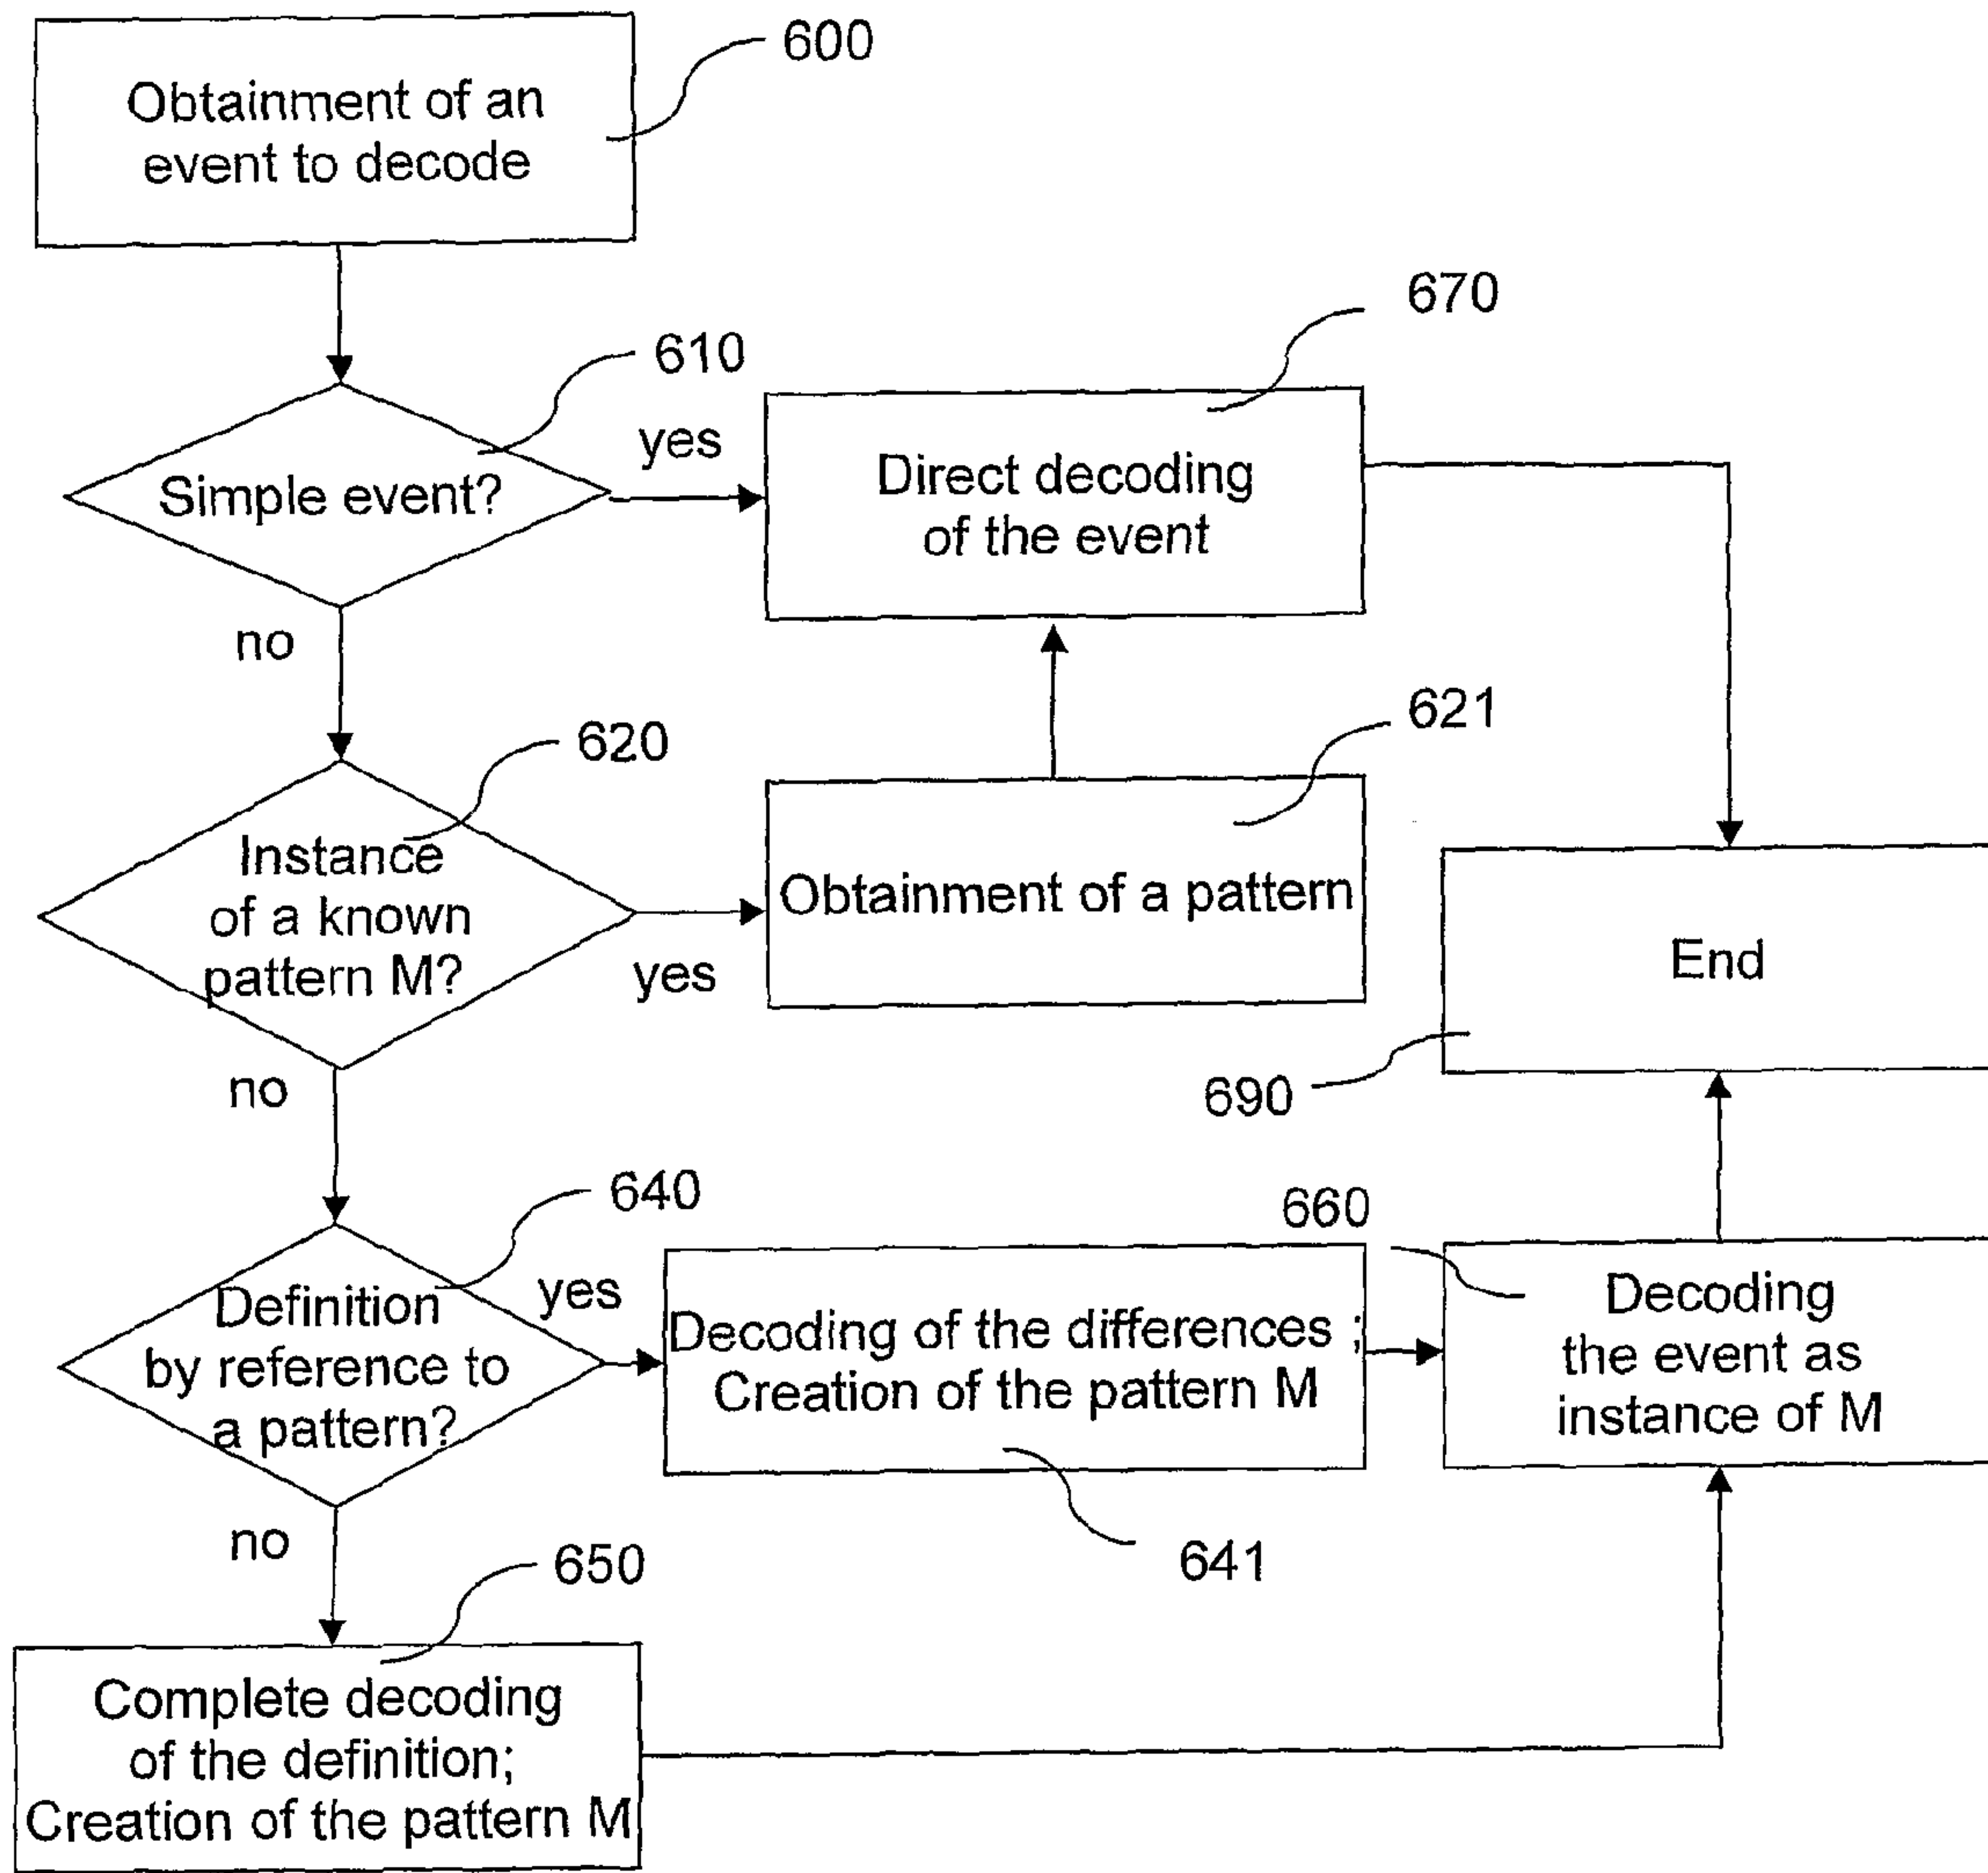 600
Obtainment of an
event to decode
670
610
yes
Simple event?
Direct decoding
of the event
no
621
620
Instance
of a known
pattern M?
yes
Obtainment of a pattern
End
no
690
640
660
Definition
by reference to
a pattern?
yes
Decoding of the differences ;
Creation of the pattern M
Decoding
the event as
instance of M
no
641
650
Complete decoding
of the definition;
Creation of the pattern M